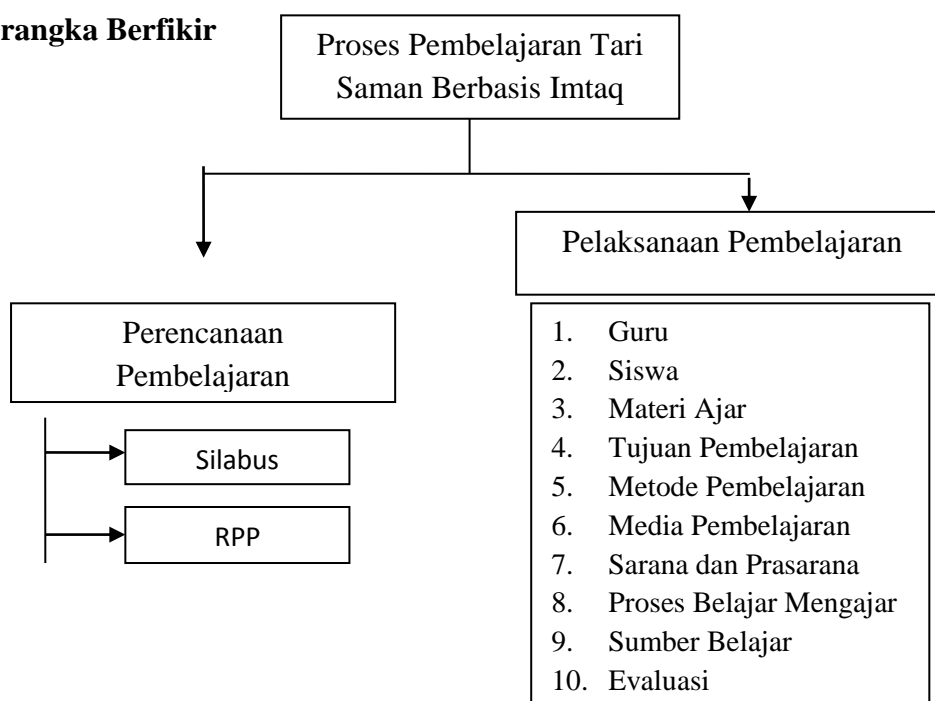 rangka Berfikir
Proses Pembelajaran Tari
Saman Berbasis Imtaq
Perencanaan
Pembelajaran
Silabus
RPP
Pelaksanaan Pembelajaran
1. Guru
2. Siswa
3. Materi Ajar
4. Tujuan Pembelajaran
5. Metode Pembelajaran
6. Media Pembelajaran
7. Sarana dan Prasarana
8. Proses Belajar Mengajar
9. Sumber Belajar
10. Evaluasi